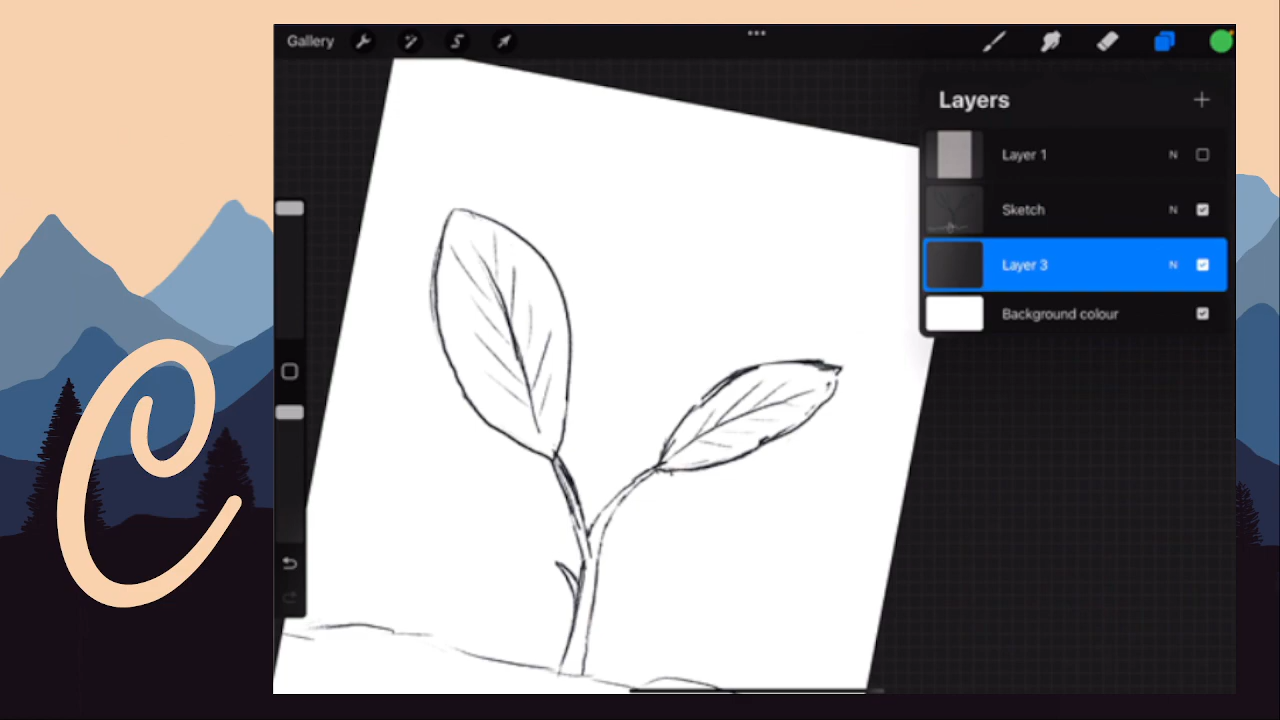 Gallery
Layers
Layer 1 N
Sketch N
Layer 3 N
Background colour
C